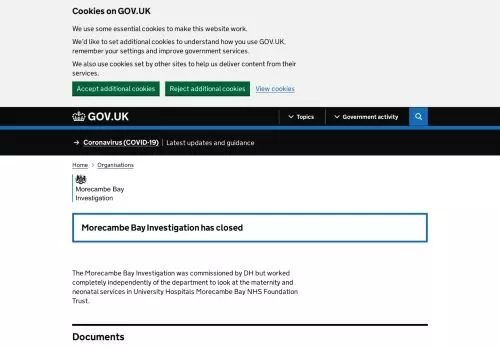 Cookies on GOV.UK
We use some essential cookies to make this website work.
We'd like to set additional cookies to understand how you use GOV.UK,
remember your settings and improve government services.
We also use cookies set by other sites to help us deliver content from their
services.
Accept additional cookies
Reject additional cookies
View cookies
GOV.UK
Topics
Government activity
Coronavirus (COVID-19)
Latest updates and guidance
Home
Organisations
Morecambe Bay
Investigation
Morecambe Bay Investigation has closed
The Morecambe Bay Investigation was commissioned by DH but worked
completely independently of the department to look at the maternity and
neonatal services in University Hospitals Morecambe Bay NHS Foundation
Trust.
Documents